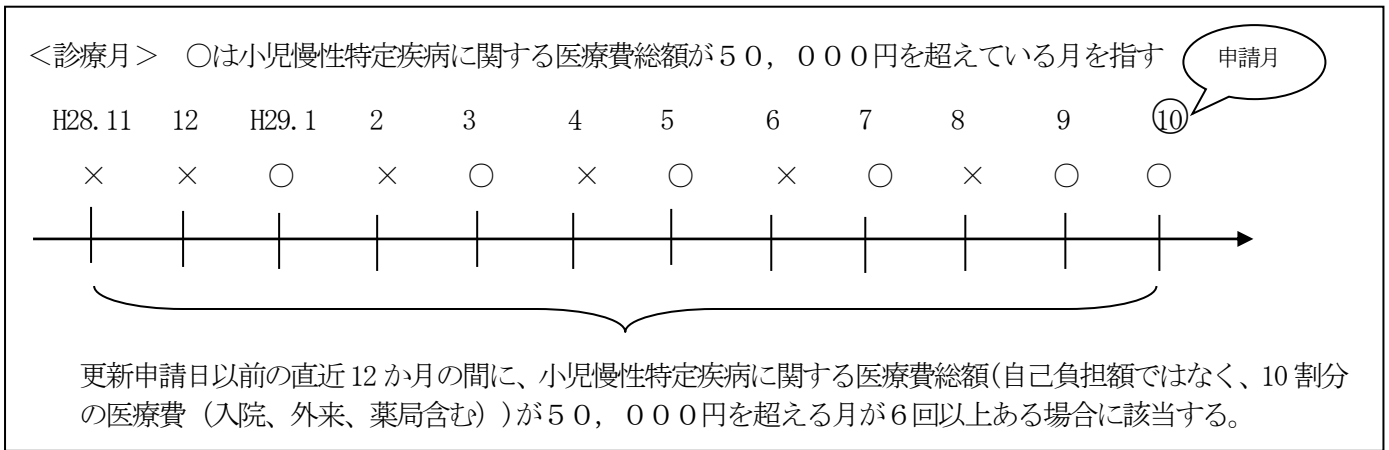 ＜診療月＞　○は小児慢性特定疾病に関する医療費総額が５０，０００円を超えている月を指す
申請月
H28.11　12　H29.1　2　3　4　5　6　7　8　9　⑩
×　×　○　×　○　×　○　×　○　×　○　○
更新申請日以前の直近12か月の間に、小児慢性特定疾病に関する医療費総額(自己負担額ではなく、10割分
の医療費（入院、外来、薬局含む）)が５０，０００円を超える月が６回以上ある場合に該当する。